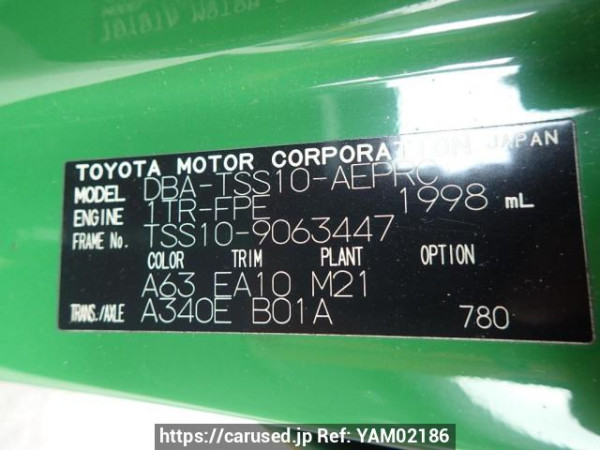 TOYOTA MOTOR CORPORATION JAPAN
MODEL DBA-TSS10-AEPRC
ENGINE 1TR-FPE 1998 mL
FRAME No. TSS10-9063447
COLOR TRIM PLANT OPTION
A63 EA10 M21
TRANS./AXLE A340E B01A 780
https://carused.jp Ref: YAM02186